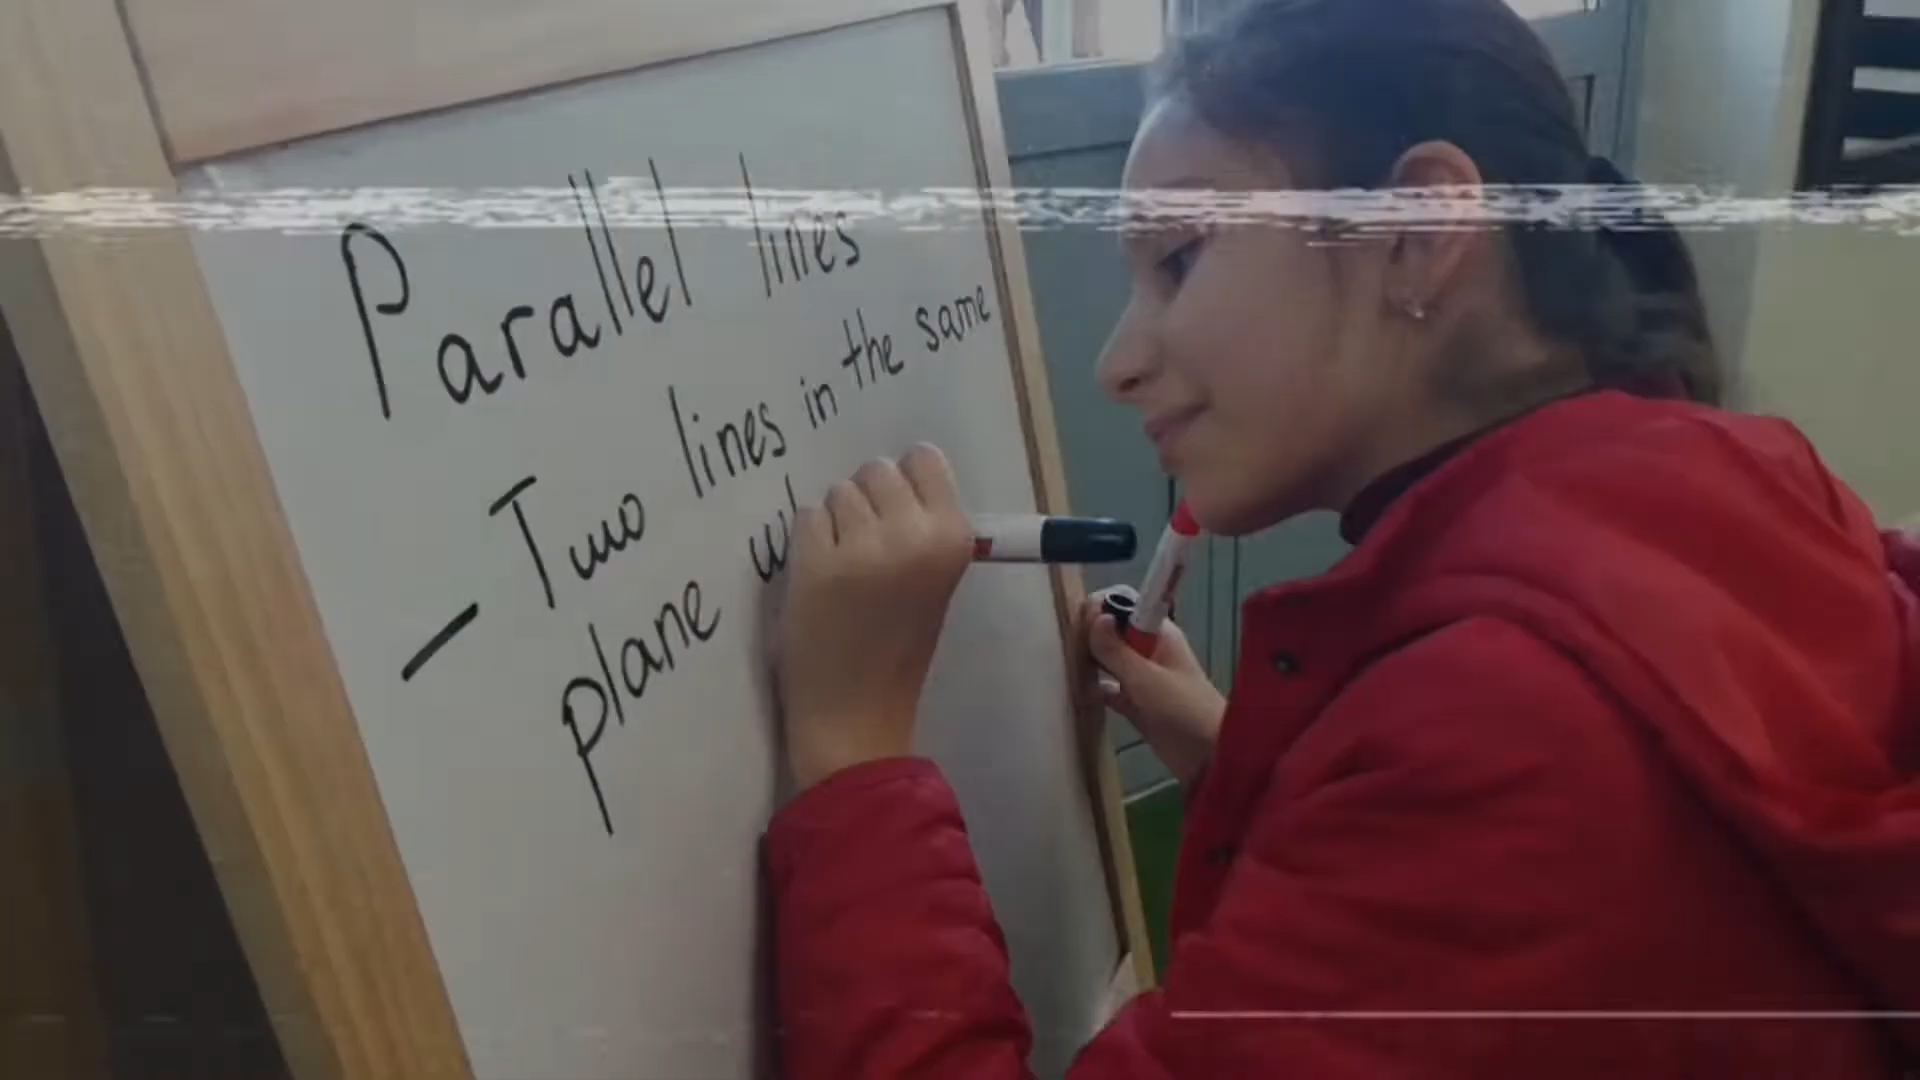 Parallel lines
- Two lines in the same
plane